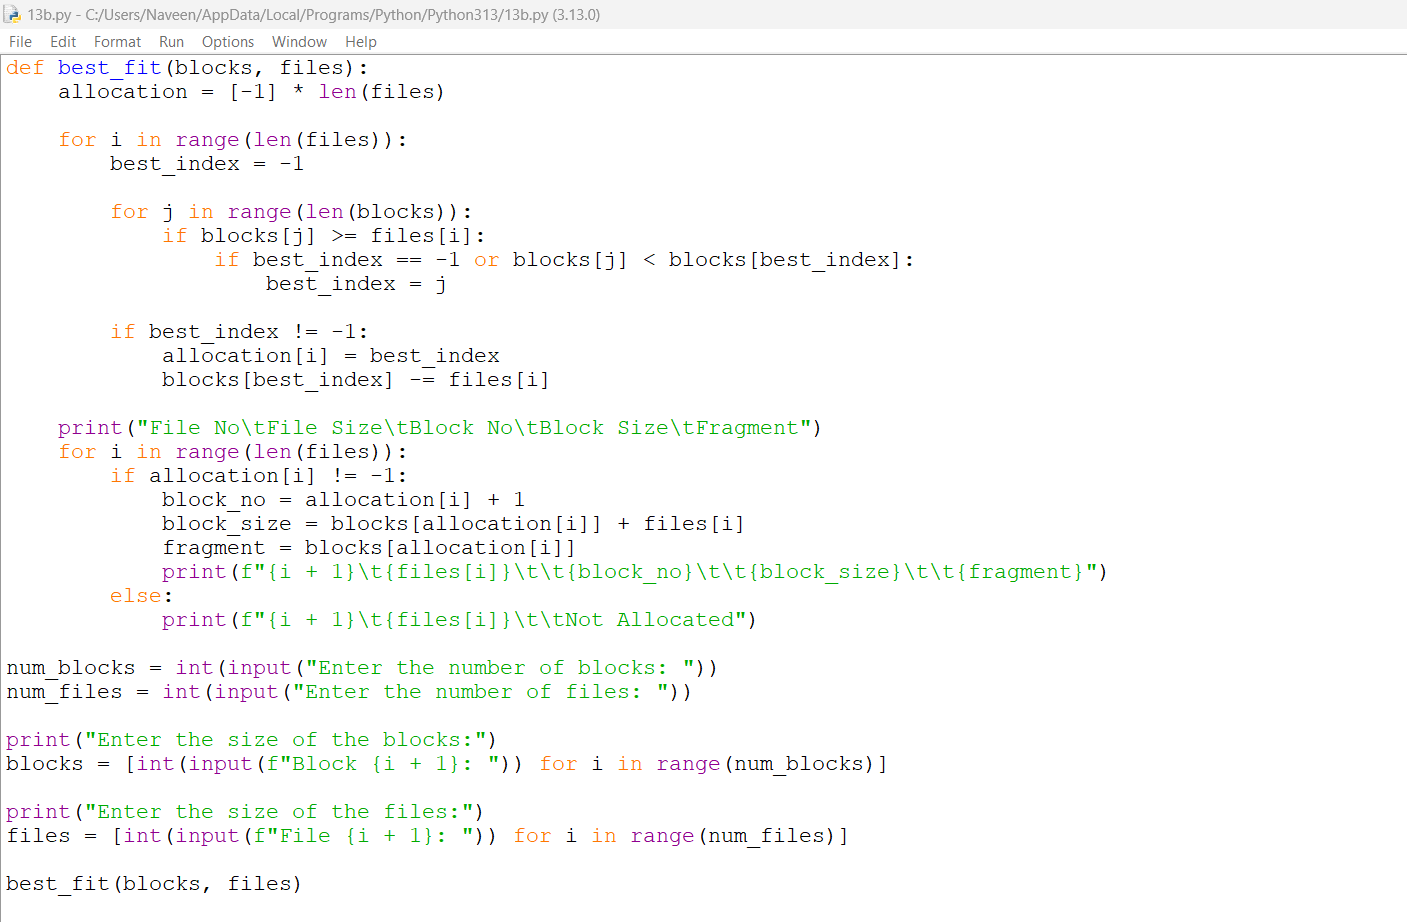 13b.py - C:/Users/Naveen/AppData/Local/Programs/Python/Python313/13b.py (3.13.0)
File Edit Format Run Options Window Help
def best_fit(blocks, files):
    allocation = [-1] * len(files)

    for i in range(len(files)):
        best_index = -1

        for j in range(len(blocks)):
            if blocks[j] >= files[i]:
                if best_index == -1 or blocks[j] < blocks[best_index]:
                    best_index = j

        if best_index != -1:
            allocation[i] = best_index
            blocks[best_index] -= files[i]

    print("File No\tFile Size\tBlock No\tBlock Size\tFragment")
    for i in range(len(files)):
        if allocation[i] != -1:
            block_no = allocation[i] + 1
            block_size = blocks[allocation[i]] + files[i]
            fragment = blocks[allocation[i]]
            print(f"{i + 1}\t{files[i]}\t\t{block_no}\t\t{block_size}\t\t{fragment}")
        else:
            print(f"{i + 1}\t{files[i]}\t\tNot Allocated")

num_blocks = int(input("Enter the number of blocks: "))
num_files = int(input("Enter the number of files: "))

print("Enter the size of the blocks:")
blocks = [int(input(f"Block {i + 1}: ")) for i in range(num_blocks)]

print("Enter the size of the files:")
files = [int(input(f"File {i + 1}: ")) for i in range(num_files)]

best_fit(blocks, files)